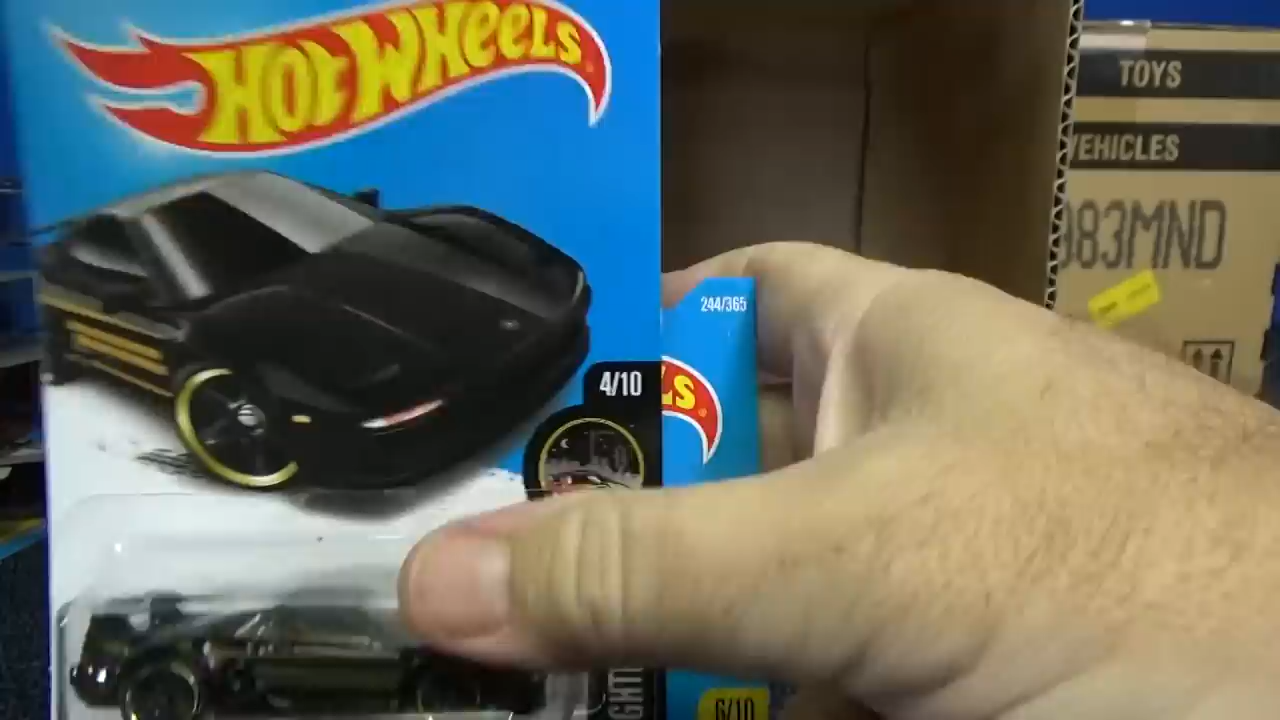 HOT WHEELS
4/10
244/365
LS
6/10
TOYS
VEHICLES
983MND